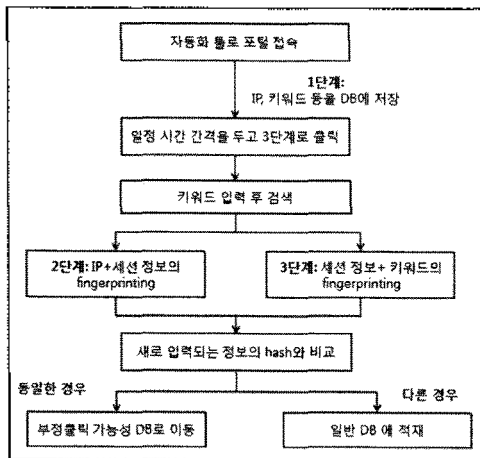 자동화 툴로 포털 접속
1단계:
IP, 키워드 등을 DB에 저장
일정 시간 간격을 두고 3단계로 클릭
키워드 입력 후 검색
2단계: IP+세션 정보의
fingerprinting
3단계: 세션 정보+ 키워드의
fingerprinting
새로 입력되는 정보의 hash와 비교
동일한 경우
다른 경우
부정클릭 가능성 DB로 이동
일반 DB 에 적재